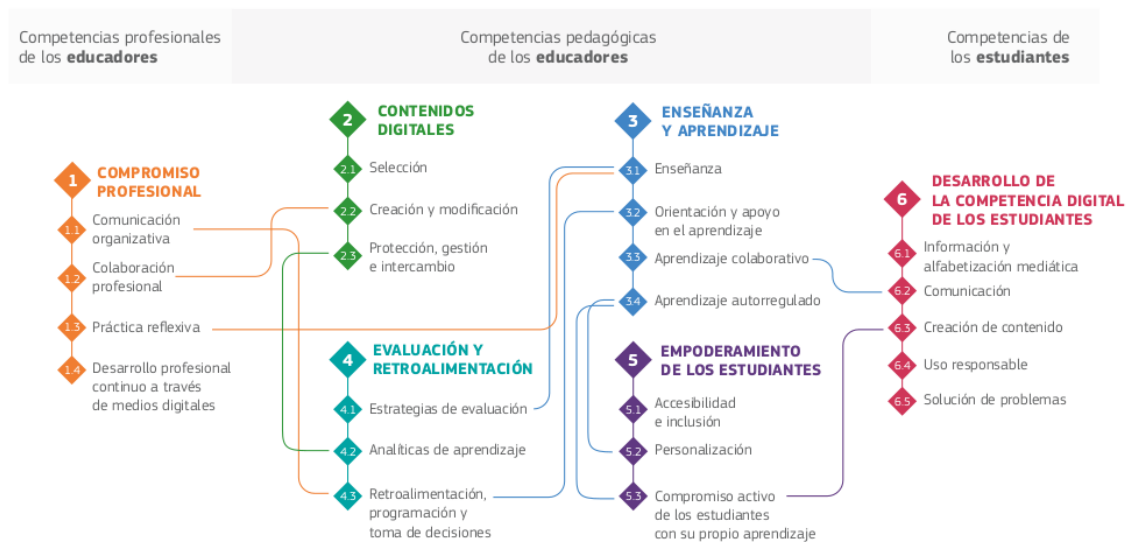 Competencias profesionales
de los educadores
Competencias pedagógicas
de los educadores
Competencias de
los estudiantes
1
COMPROMISO
PROFESIONAL
1.1
Comunicación
organizativa
1.2
Colaboración
profesional
1.3
Práctica reflexiva
1.4
Desarrollo profesional
continuo a través
de medios digitales
2
CONTENIDOS
DIGITALES
2.1
Selección
2.2
Creación y modificación
2.3
Protección, gestión
e intercambio
3
ENSEÑANZA
Y APRENDIZAJE
3.1
Enseñanza
3.2
Orientación y apoyo
en el aprendizaje
3.3
Aprendizaje colaborativo
3.4
Aprendizaje autorregulado
4
EVALUACIÓN Y
RETROALIMENTACIÓN
4.1
Estrategias de evaluación
4.2
Analíticas de aprendizaje
4.3
Retroalimentación,
programación y
toma de decisiones
5
EMPODERAMIENTO
DE LOS ESTUDIANTES
5.1
Accesibilidad
e inclusión
5.2
Personalización
5.3
Compromiso activo
de los estudiantes
con su propio aprendizaje
6
DESARROLLO DE
LA COMPETENCIA DIGITAL
DE LOS ESTUDIANTES
6.1
Información y
alfabetización mediática
6.2
Comunicación
6.3
Creación de contenido
6.4
Uso responsable
6.5
Solución de problemas